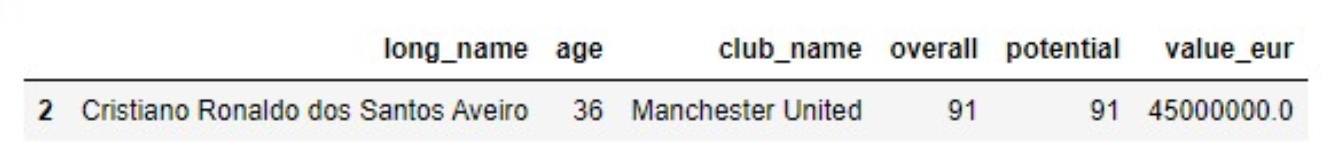 long_name age club_name overall potential value_eur
2 Cristiano Ronaldo dos Santos Aveiro 36 Manchester United 91 91 45000000.0